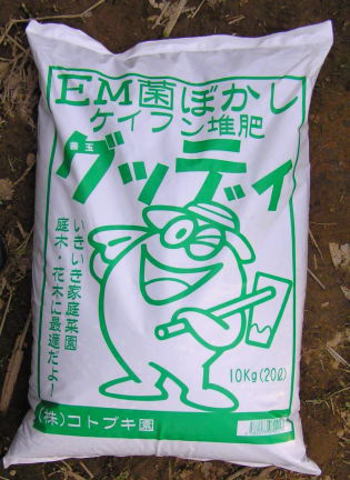 EM菌ぼかし
ケイフン堆肥
グッディ
いきいき家庭菜園
庭木・花木に最適だよー
10Kg(20ℓ)
(株)コトブキ園